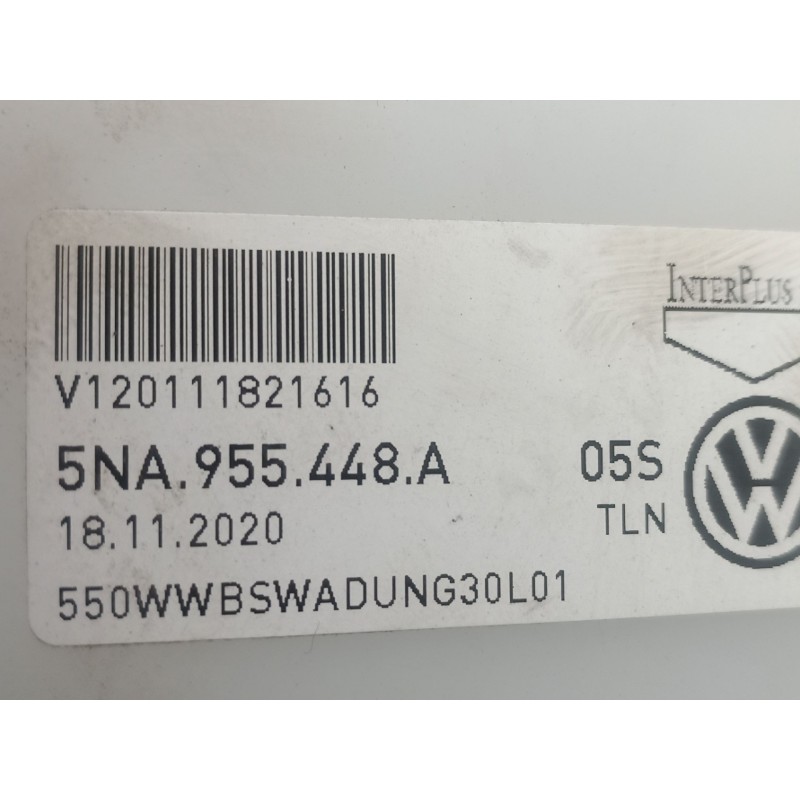 INTERPLUS
V120111821616
5NA.955.448.A 05S
18.11.2020 TLN
550WWBSWADUNG30L01